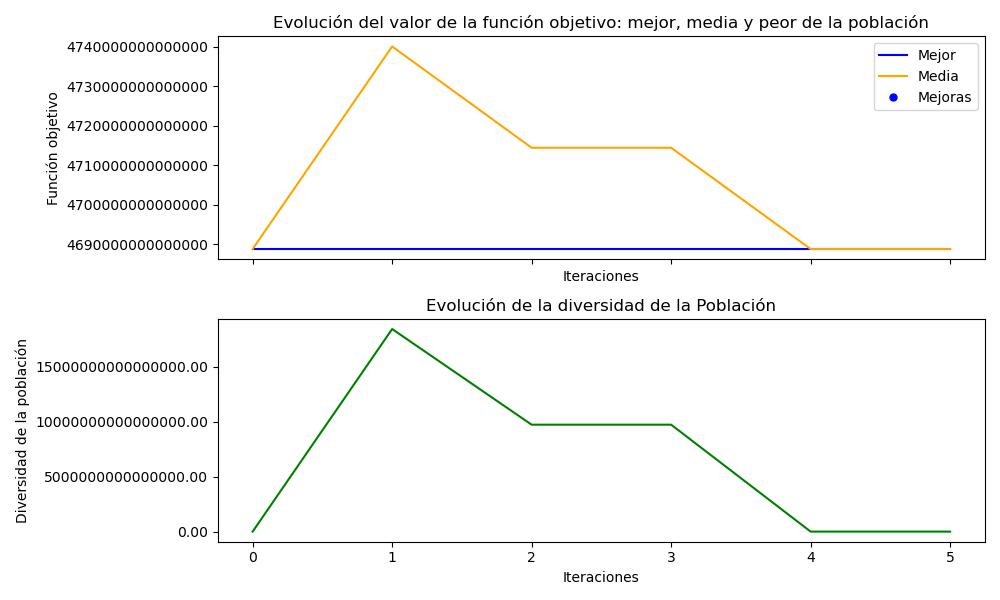 Evolución del valor de la función objetivo: mejor, media y peor de la población
Función objetivo
4740000000000000
4730000000000000
4720000000000000
4710000000000000
4700000000000000
4690000000000000
Mejor
Media
Mejoras
Iteraciones
Evolución de la diversidad de la Población
Diversidad de la población
15000000000000000.00
10000000000000000.00
5000000000000000.00
0.00
0 1 2 3 4 5
Iteraciones